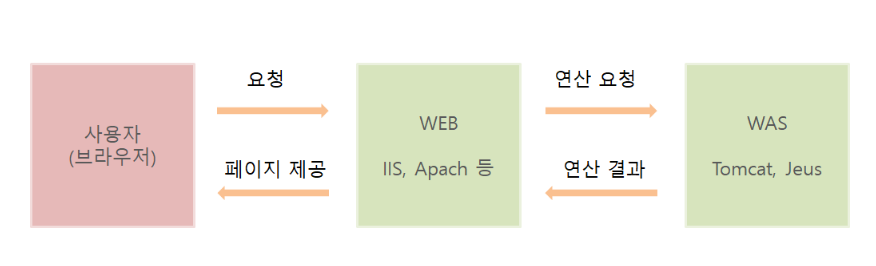 요청
연산 요청
사용자
(브라우저)
WEB
WAS
페이지 제공
IIS, Apach 등
연산 결과
Tomcat, Jeus